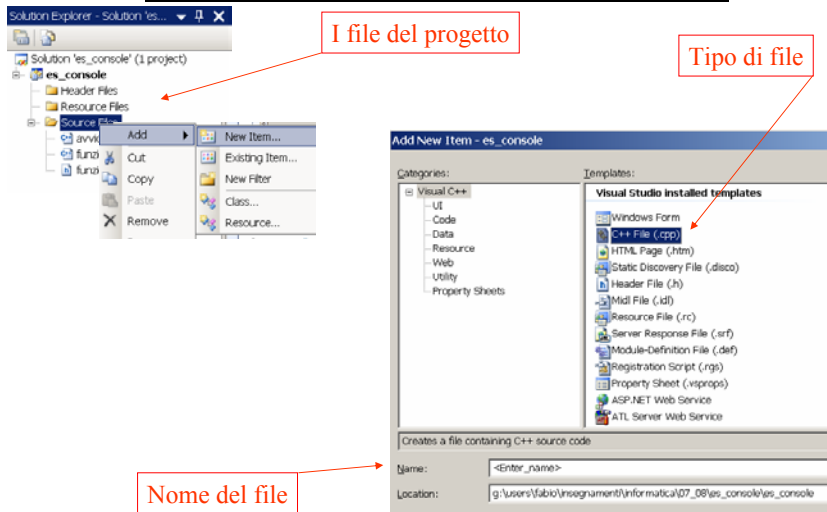 Solution Explorer - Solution 'es...
I file del progetto
Solution 'es_console' (1 project)
es_console
Header Files
Resource Files
Source Files
avvi
funzi
funzi
Add
Cut
Copy
Paste
Remove
New Item...
Existing Item...
New Filter
Class...
Resource...
Tipo di file
Add New Item - es_console
Categories:
Visual C++
UI
Code
Data
Resource
Web
Utility
Property Sheets
Templates:
Visual Studio installed templates
Windows Form
C++ File (.cpp)
HTML Page (.htm)
Static Discovery File (.disco)
Header File (.h)
Midl File (.idl)
Resource File (.rc)
Server Response File (.srf)
Module-Definition File (.def)
Registration Script (.rgs)
Property Sheet (.vsprops)
ASP.NET Web Service
ATL Server Web Service
Creates a file containing C++ source code
Name:
<Enter_name>
Nome del file
Location:
g:\users\fabio\insegnamenti\informatica\07_08\es_console\es_console